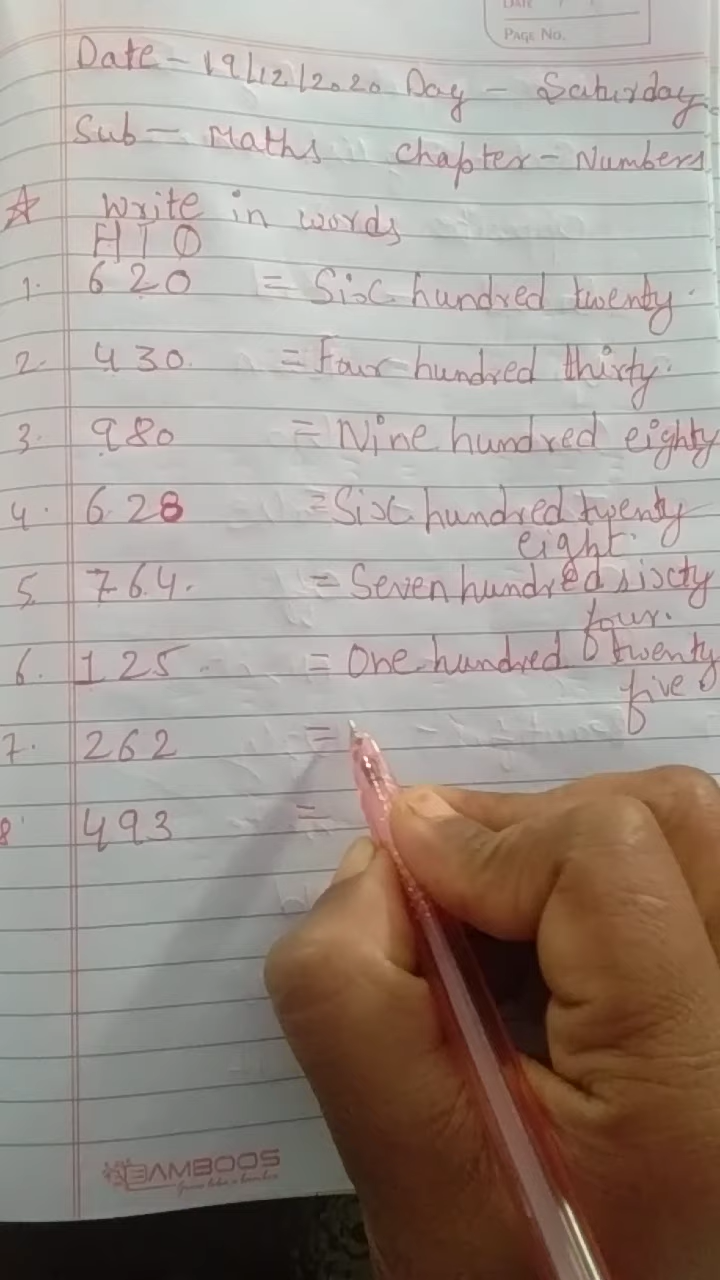 DATE / /
PAGE No.
Date - 19/12/2020 Day - Saturday
Sub - Maths Chapter - Numbers
☆ Write in words
H T O
1. 620 = Six hundred twenty.
2. 430 = Four hundred thirty.
3. 980 = Nine hundred eighty
4. 628 = Six hundred twenty
eight.
5. 764. = Seven hundred sixty
four.
6. 125 = One hundred twenty
five
7. 262 =
8 493 =
BAMBOOS